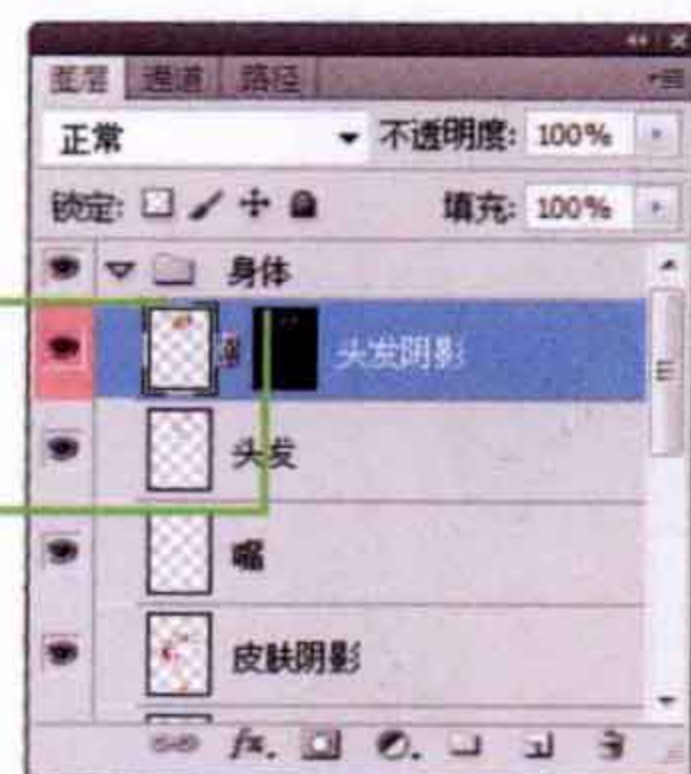 图层 通道 路径
正常 不透明度: 100%
锁定: 填充: 100%
身体
头发阴影
头发
嘴
皮肤阴影
fx.